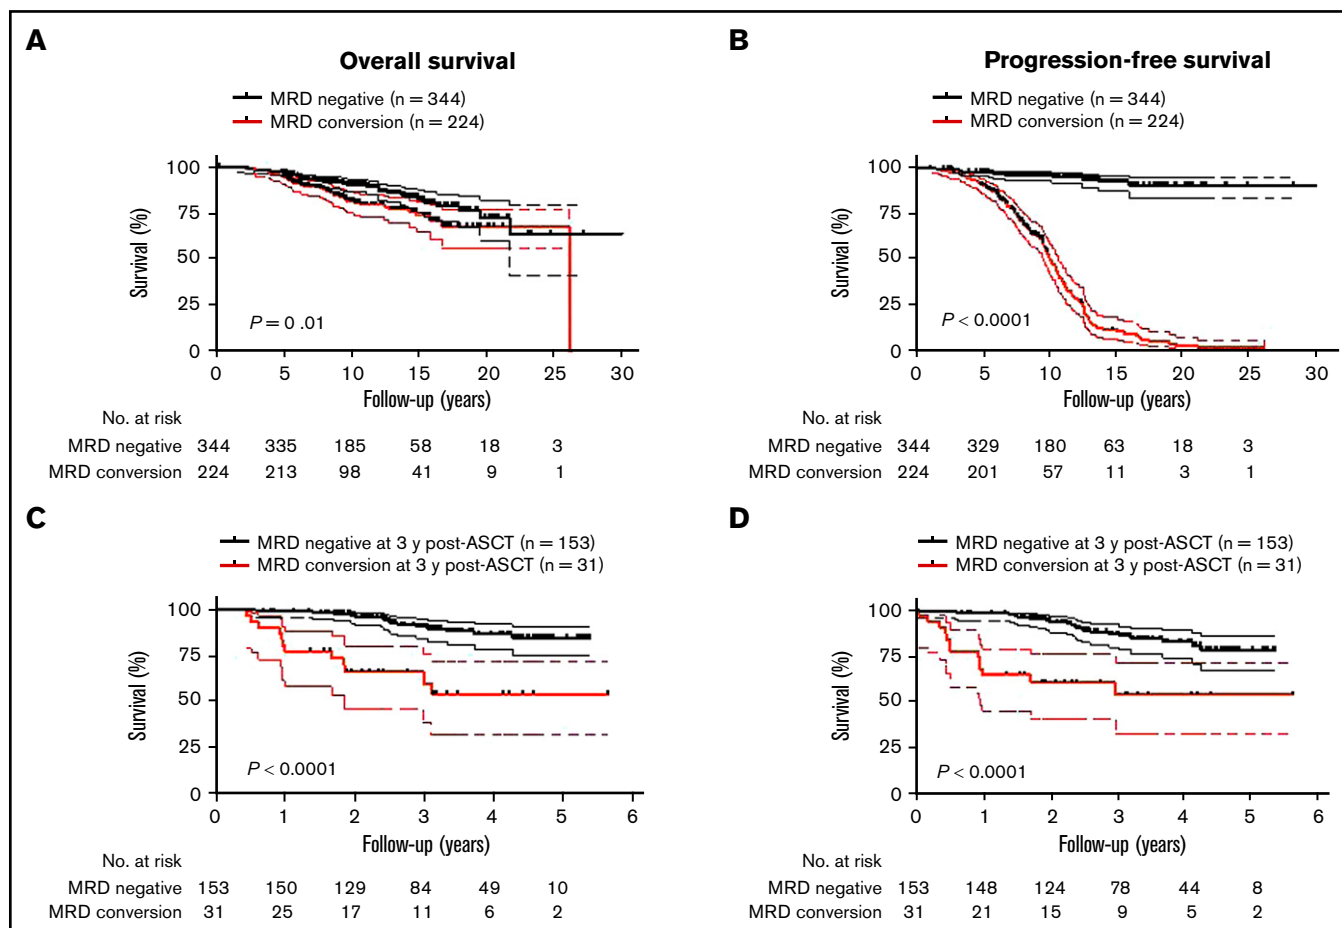 A
Overall survival
MRD negative (n = 344)
MRD conversion (n = 224)
100
75
50
25
0
Survival (%)
P = 0 .01
0 5 10 15 20 25 30
Follow-up (years)
No. at risk
MRD negative 344 335 185 58 18 3
MRD conversion 224 213 98 41 9 1
B
Progression-free survival
MRD negative (n = 344)
MRD conversion (n = 224)
100
75
50
25
0
Survival (%)
P < 0.0001
0 5 10 15 20 25 30
Follow-up (years)
No. at risk
MRD negative 344 329 180 63 18 3
MRD conversion 224 201 57 11 3 1
C
MRD negative at 3 y post-ASCT (n = 153)
MRD conversion at 3 y post-ASCT (n = 31)
100
75
50
25
0
Survival (%)
P < 0.0001
0 1 2 3 4 5 6
Follow-up (years)
No. at risk
MRD negative 153 150 129 84 49 10
MRD conversion 31 25 17 11 6 2
D
MRD negative at 3 y post-ASCT (n = 153)
MRD conversion at 3 y post-ASCT (n = 31)
100
75
50
25
0
Survival (%)
P < 0.0001
0 1 2 3 4 5 6
Follow-up (years)
No. at risk
MRD negative 153 148 124 78 44 8
MRD conversion 31 21 15 9 5 2